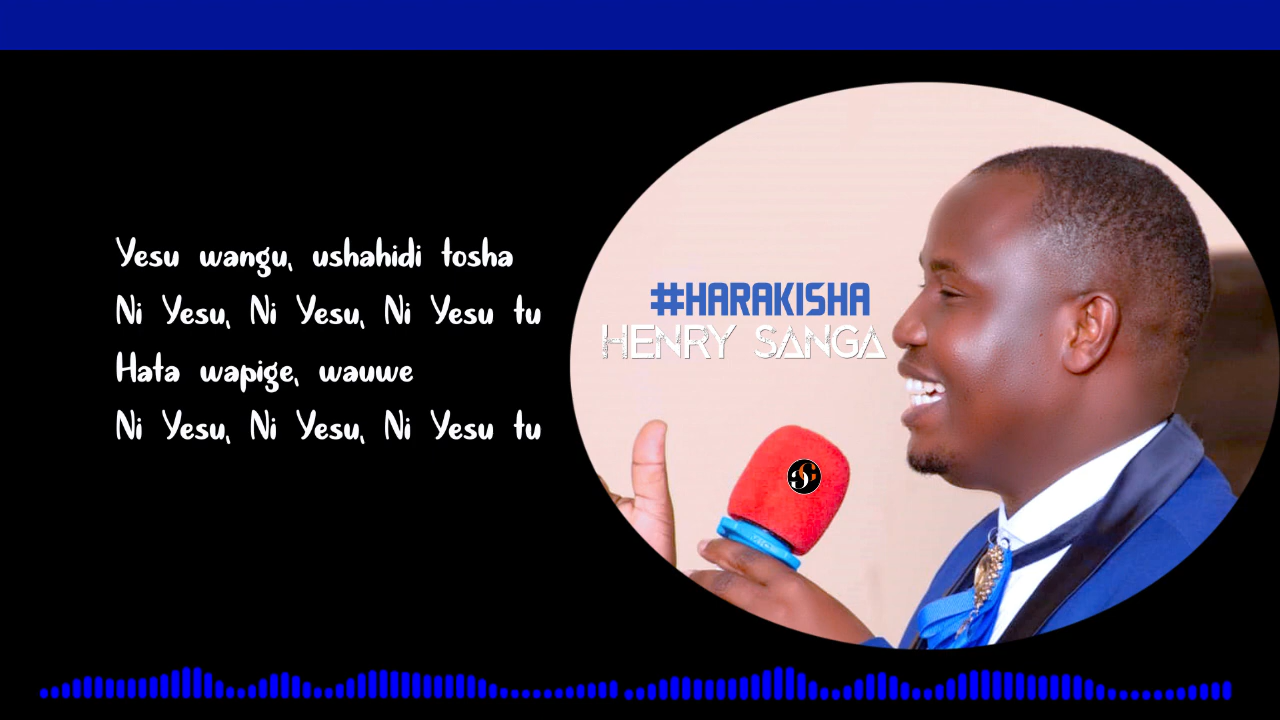 Yesu wangu, ushahidi tosha
Ni Yesu, Ni Yesu, Ni Yesu tu
Hata wapige, wauwe
Ni Yesu, Ni Yesu, Ni Yesu tu
#HARAKISHA
HENRY SANGA